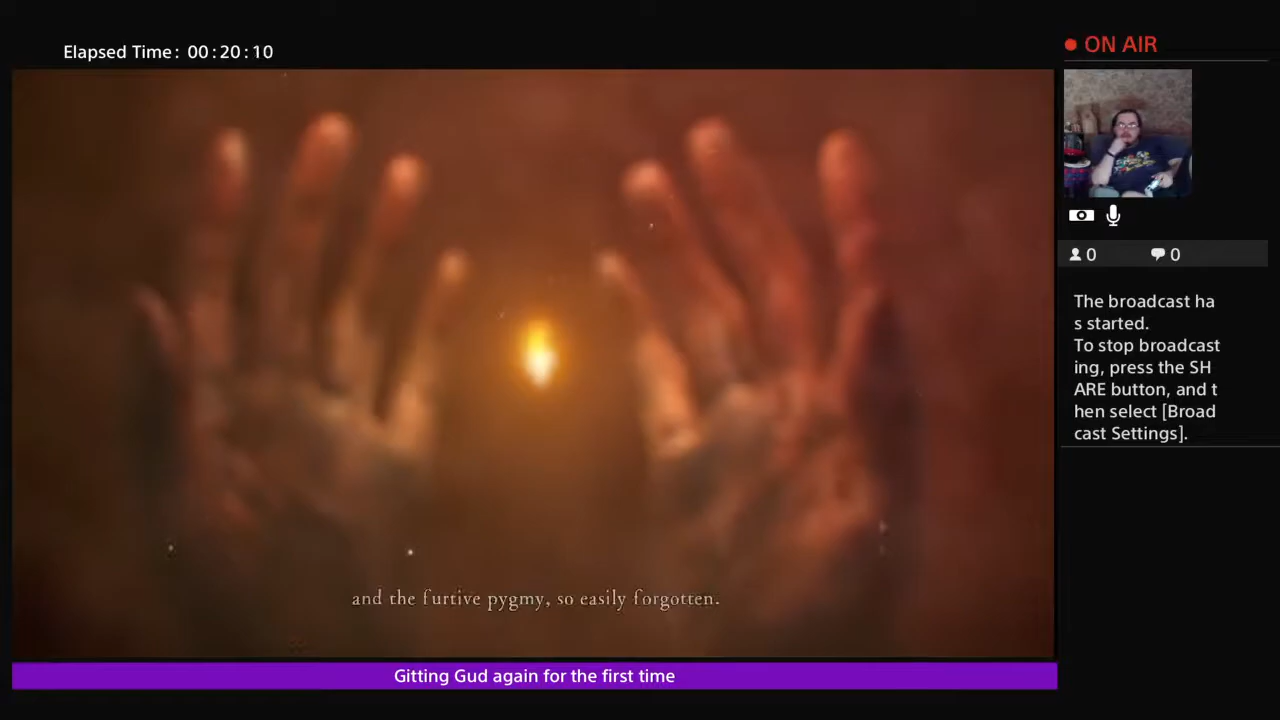 Elapsed Time: 00:20:10
ON AIR
0 0
The broadcast ha
s started.
To stop broadcast
ing, press the SH
ARE button, and t
hen select [Broad
cast Settings].
and the furtive pygmy, so easily forgotten.
Gitting Gud again for the first time